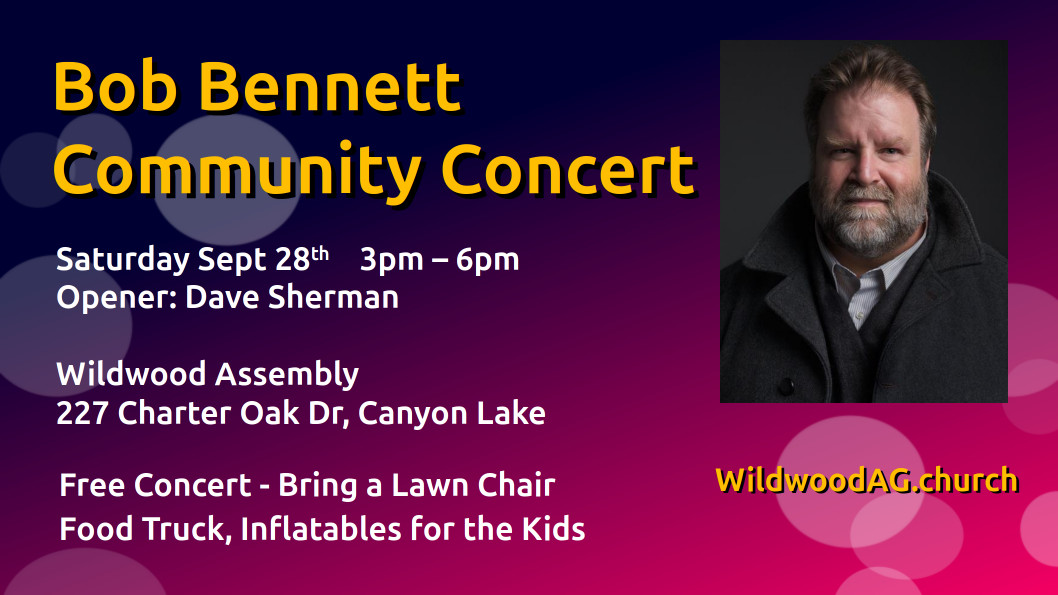 Bob Bennett
Community Concert
Saturday Sept 28th 3pm – 6pm
Opener: Dave Sherman
Wildwood Assembly
227 Charter Oak Dr, Canyon Lake
Free Concert - Bring a Lawn Chair
Food Truck, Inflatables for the Kids
WildwoodAG.church